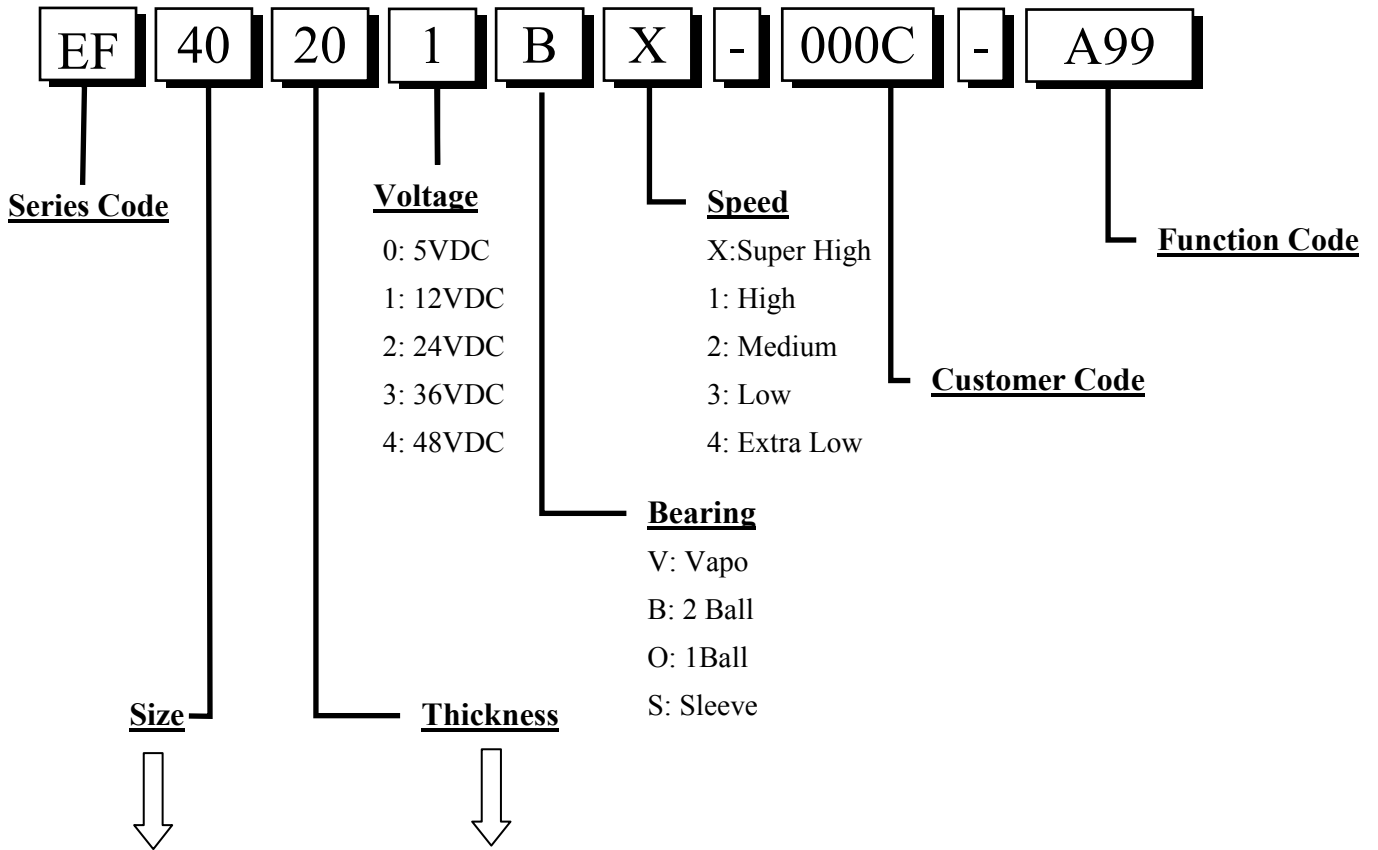 EF 40 20 1 B X - 000C - A99
Series Code
Voltage
0: 5VDC
1: 12VDC
2: 24VDC
3: 36VDC
4: 48VDC
Speed
X:Super High
1: High
2: Medium
3: Low
4: Extra Low
Function Code
Customer Code
Bearing
V: Vapo
B: 2 Ball
O: 1Ball
S: Sleeve
Size
Thickness